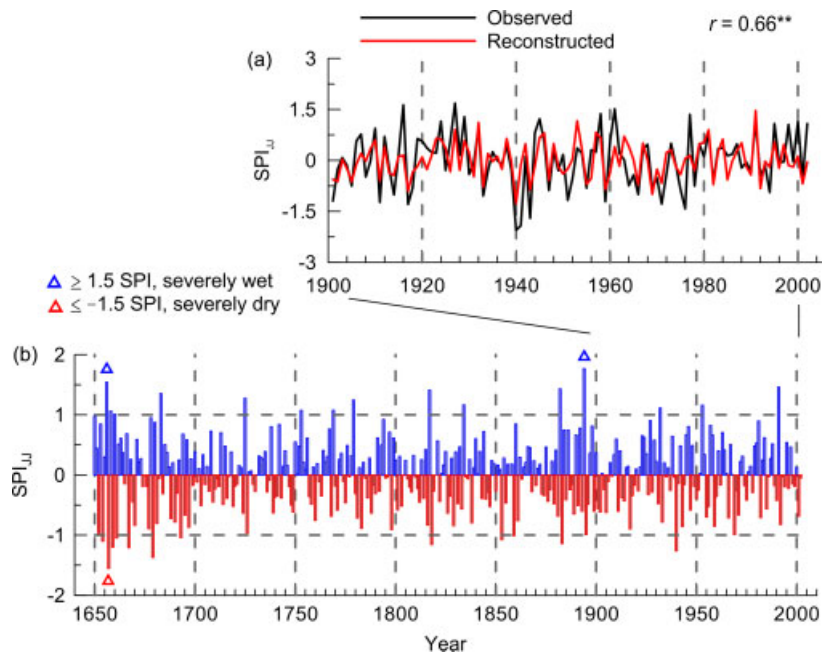 Observed
Reconstructed
r = 0.66**
(a)
3
1.5
0
-1.5
-3
SPIJJ
1900 1920 1940 1960 1980 2000
≥ 1.5 SPI, severely wet
≤ −1.5 SPI, severely dry
(b)
2
1
0
-1
-2
SPIJJ
1650 1700 1750 1800 1850 1900 1950 2000
Year